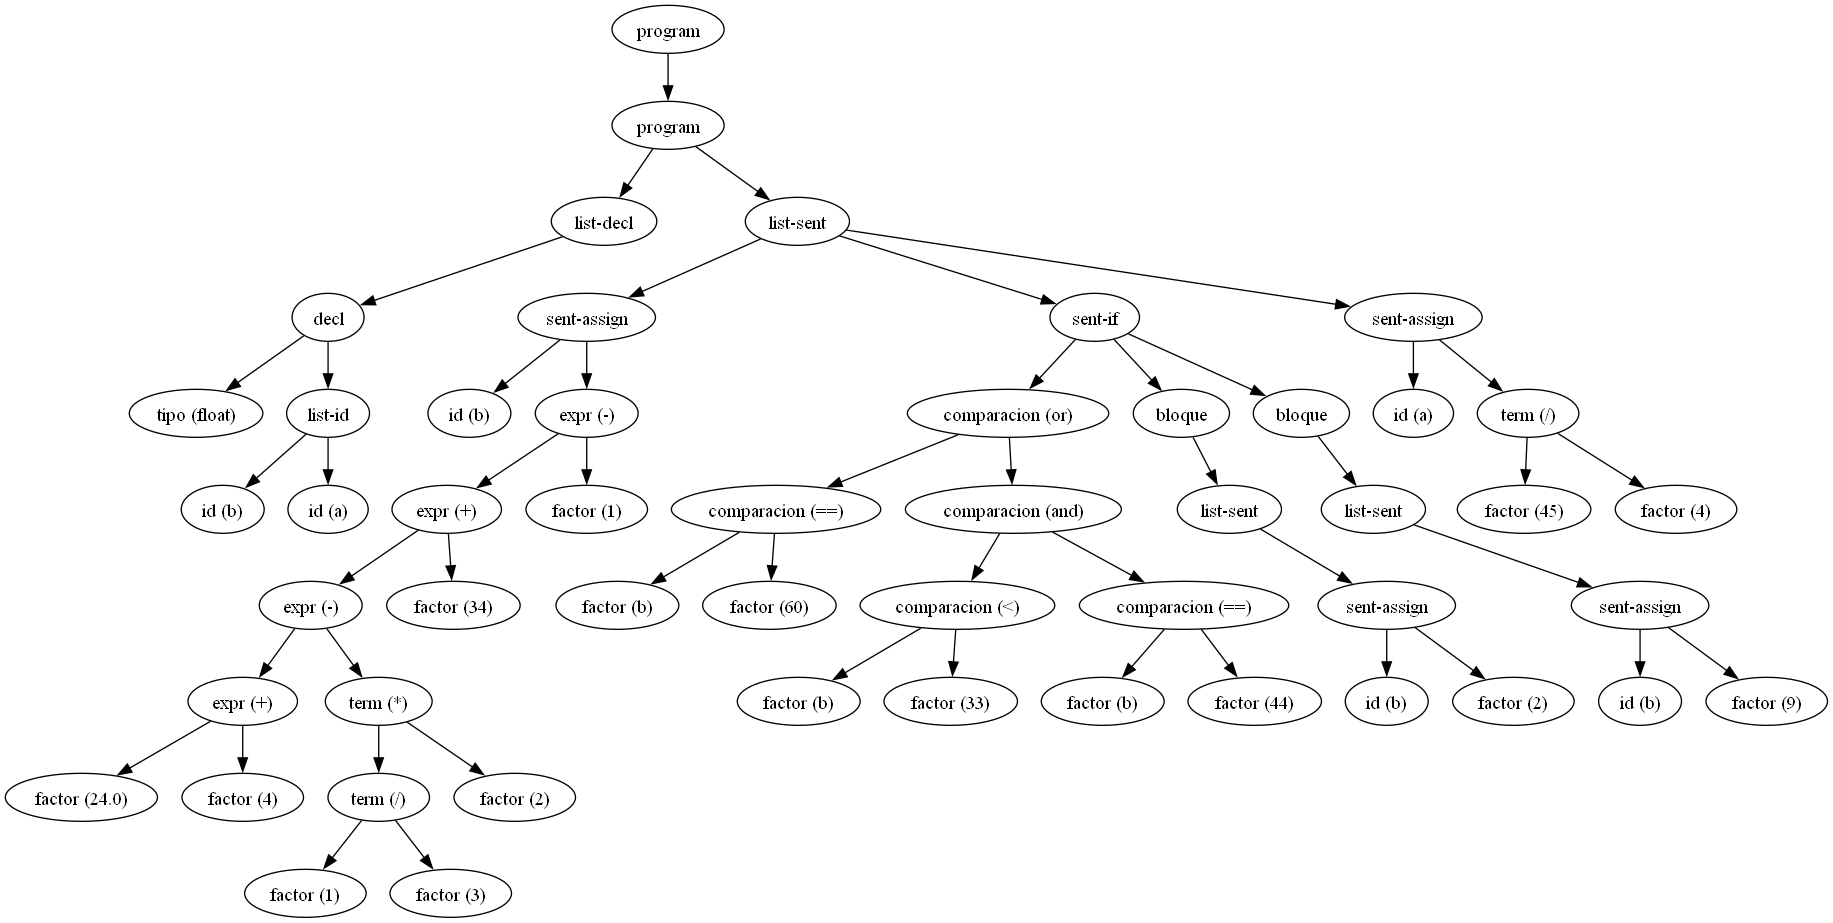 program
program
list-decl
list-sent
decl
sent-assign
sent-if
sent-assign
tipo (float)
list-id
id (b)
expr (-)
comparacion (or)
bloque
bloque
id (a)
term (/)
id (b)
id (a)
expr (+)
factor (1)
comparacion (==)
comparacion (and)
list-sent
list-sent
factor (45)
factor (4)
expr (-)
factor (34)
factor (b)
factor (60)
comparacion (<)
comparacion (==)
sent-assign
sent-assign
expr (+)
term (*)
factor (b)
factor (33)
factor (b)
factor (44)
id (b)
factor (2)
id (b)
factor (9)
factor (24.0)
factor (4)
term (/)
factor (2)
factor (1)
factor (3)